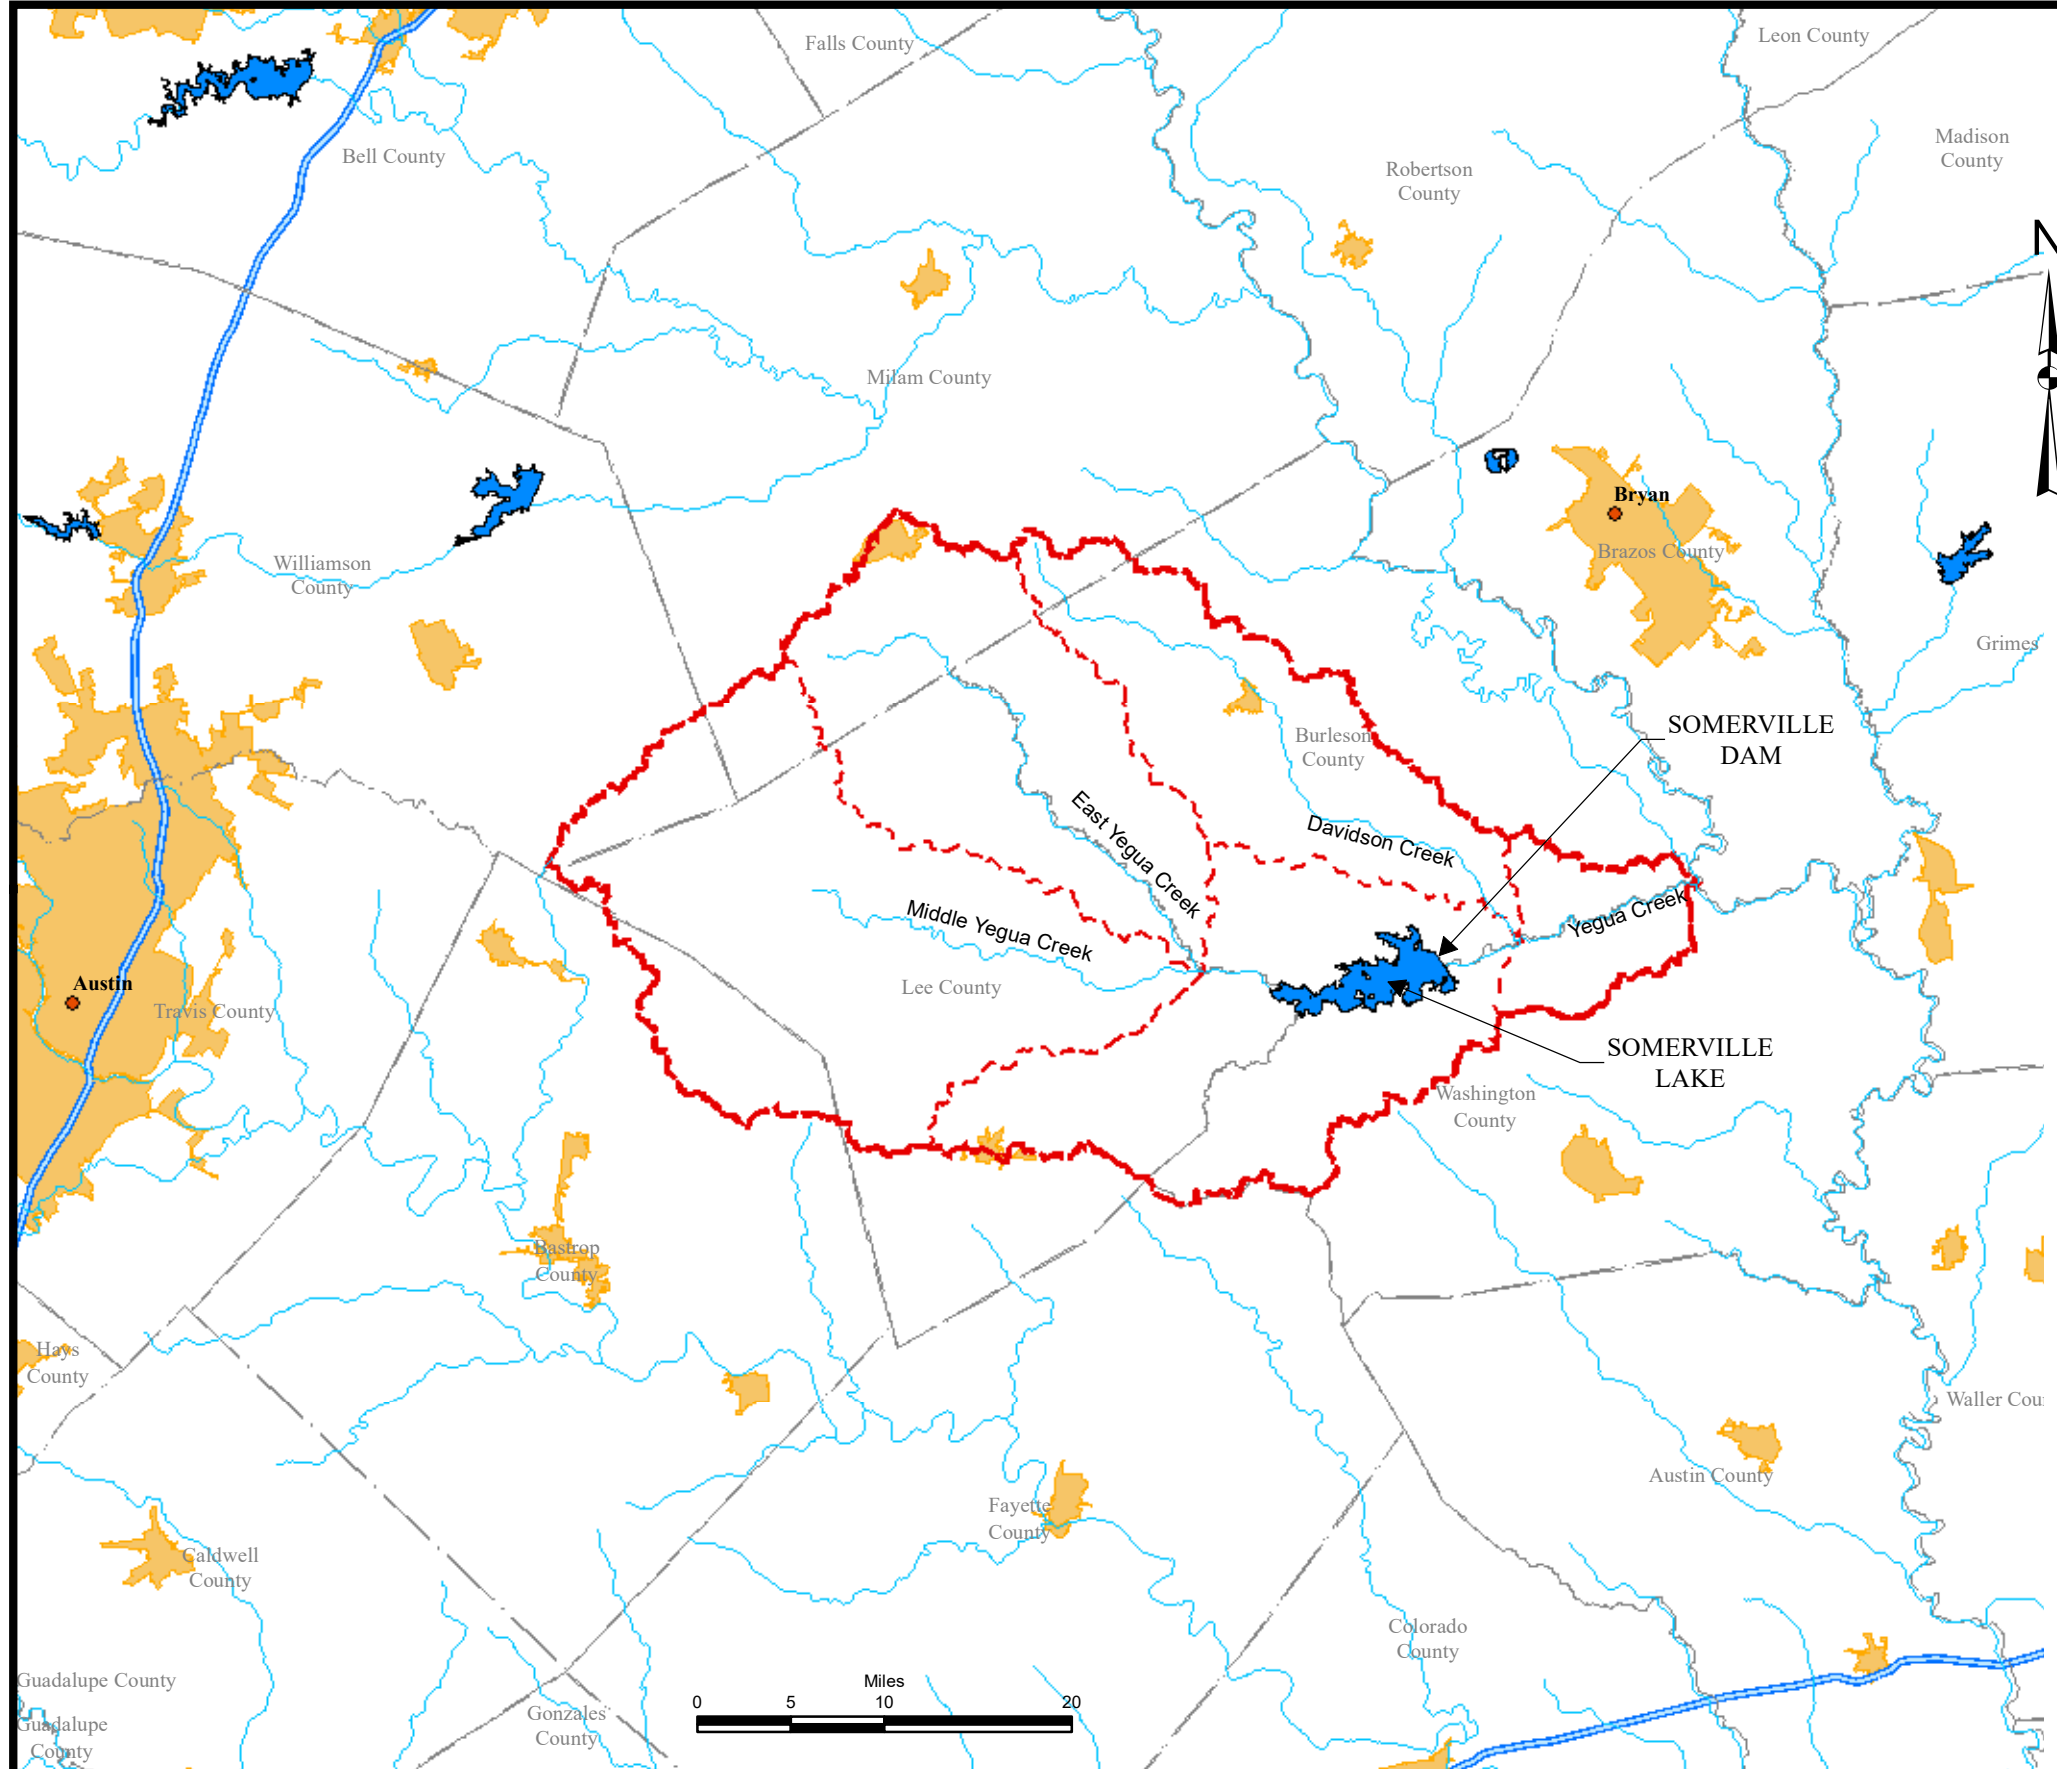 Falls County
Leon County
Madison
County
Bell County
Robertson
County
N
Milam County
Bryan
Brazos County
Williamson
County
Grimes
SOMERVILLE
DAM
Burleson
County
East Yegua Creek
Davidson Creek
Middle Yegua Creek
Yegua Creek
Austin
Travis County
Lee County
SOMERVILLE
LAKE
Washington
County
Bastrop
County
Hays
County
Waller Cou
Austin County
Fayette
County
Caldwell
County
Colorado
County
Guadalupe County
Miles
0 5 10 20
Guadalupe
County
Gonzales
County